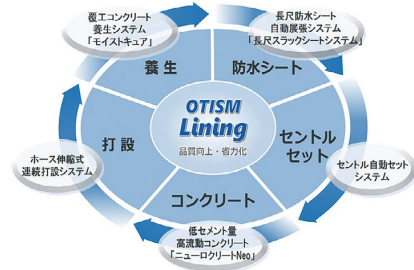 覆工コンクリート
養生システム
「モイストキュア」
長尺防水シート
自動展張システム
「長尺スラックシートシステム」
養生
防水シート
OTISM
Lining
品質向上・省力化
打設
セントル
セット
コンクリート
ホース伸縮式
連続打設システム
セントル自動セット
システム
低セメント量
高流動コンクリート
「ニューロクリートNeo」